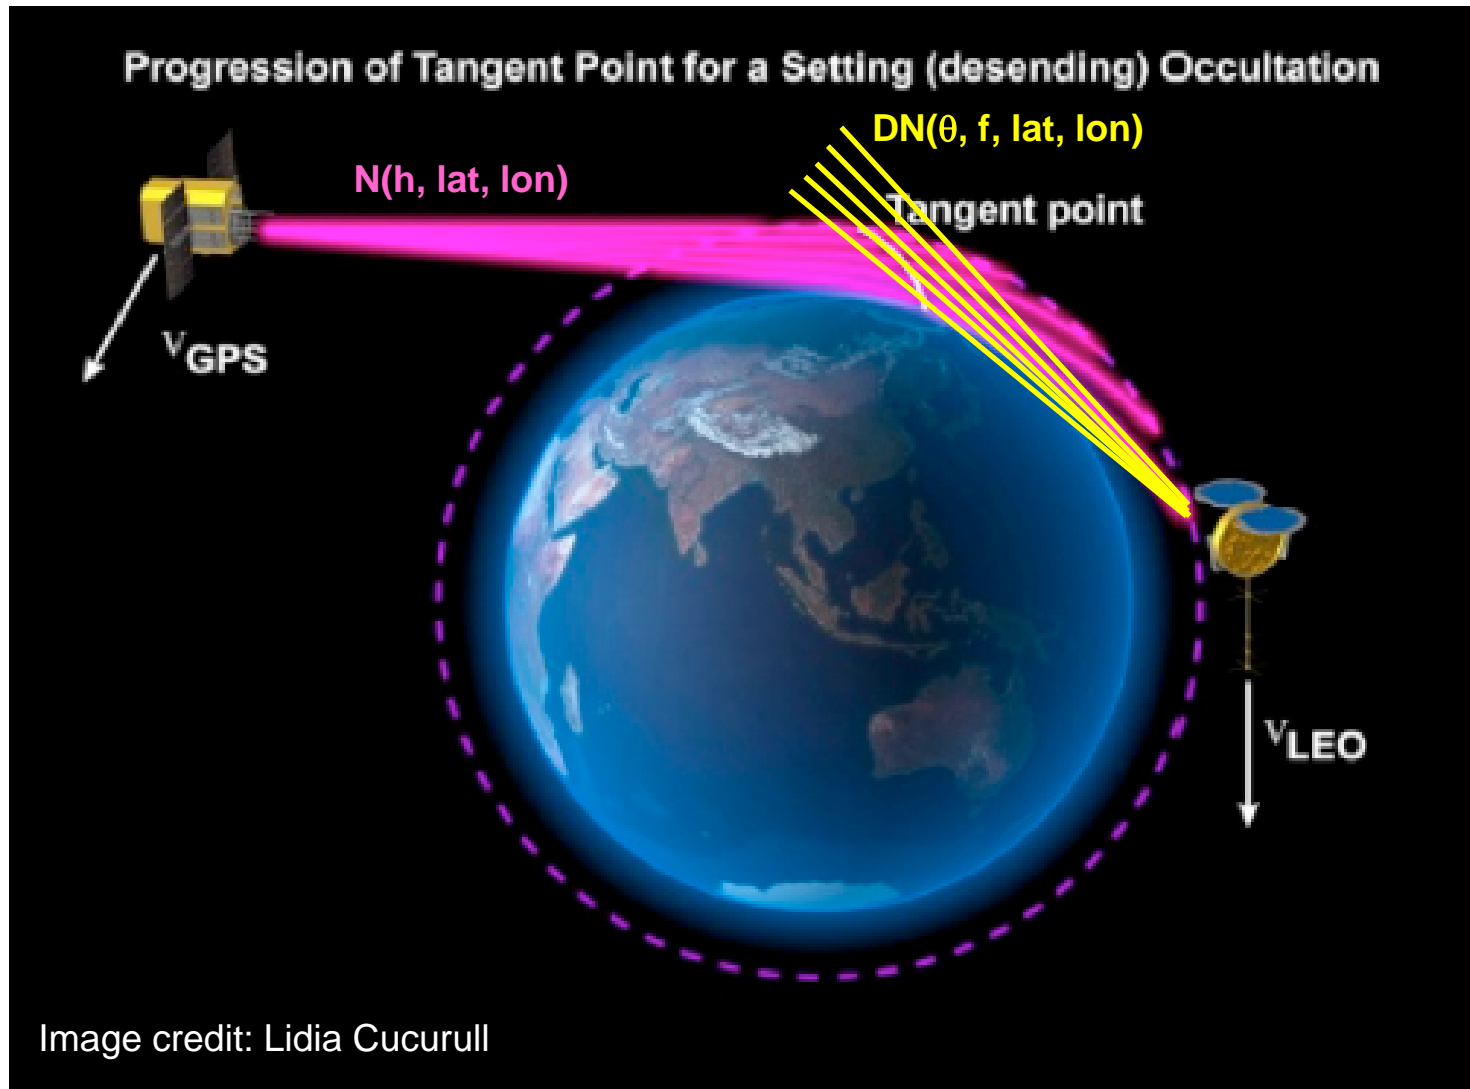 Progression of Tangent Point for a Setting (desending) Occultation
DN(θ, f, lat, lon)
N(h, lat, lon)
Tangent point
VGPS
VLEO
Image credit: Lidia Cucurull